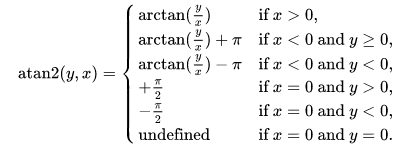 atan2(y, x) =
arctan(y/x) if x > 0,
arctan(y/x) + π if x < 0 and y ≥ 0,
arctan(y/x) − π if x < 0 and y < 0,
+π/2 if x = 0 and y > 0,
−π/2 if x = 0 and y < 0,
undefined if x = 0 and y = 0.